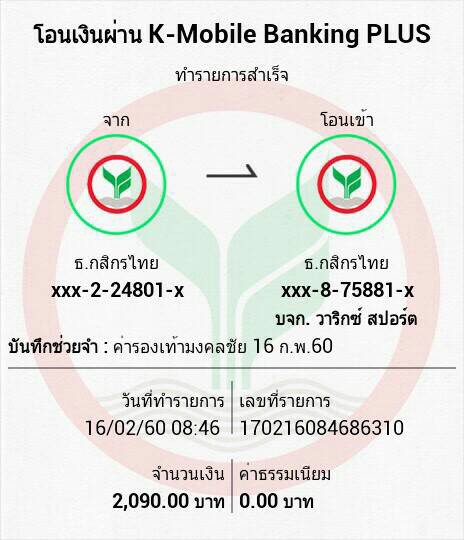 โอนเงินผ่าน K-Mobile Banking PLUS
ทำรายการสำเร็จ
จาก
โอนเข้า
ธ.กสิกรไทย
xxx-2-24801-x
ธ.กสิกรไทย
xxx-8-75881-x
บจก. วาริกซ์ สปอร์ต
บันทึกช่วยจำ : ค่ารองเท้ามงคลชัย 16 ก.พ.60
วันที่ทำรายการ
16/02/60 08:46
เลขที่รายการ
170216084686310
จำนวนเงิน
2,090.00 บาท
ค่าธรรมเนียม
0.00 บาท